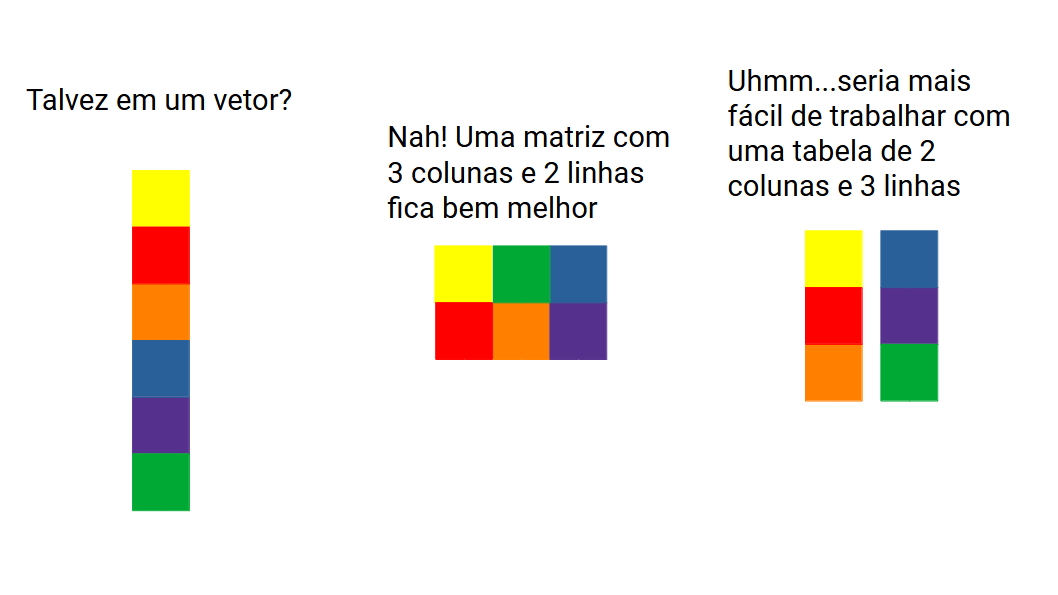 Talvez em um vetor?
Nah! Uma matriz com
3 colunas e 2 linhas
fica bem melhor
Uhmm...seria mais
fácil de trabalhar com
uma tabela de 2
colunas e 3 linhas